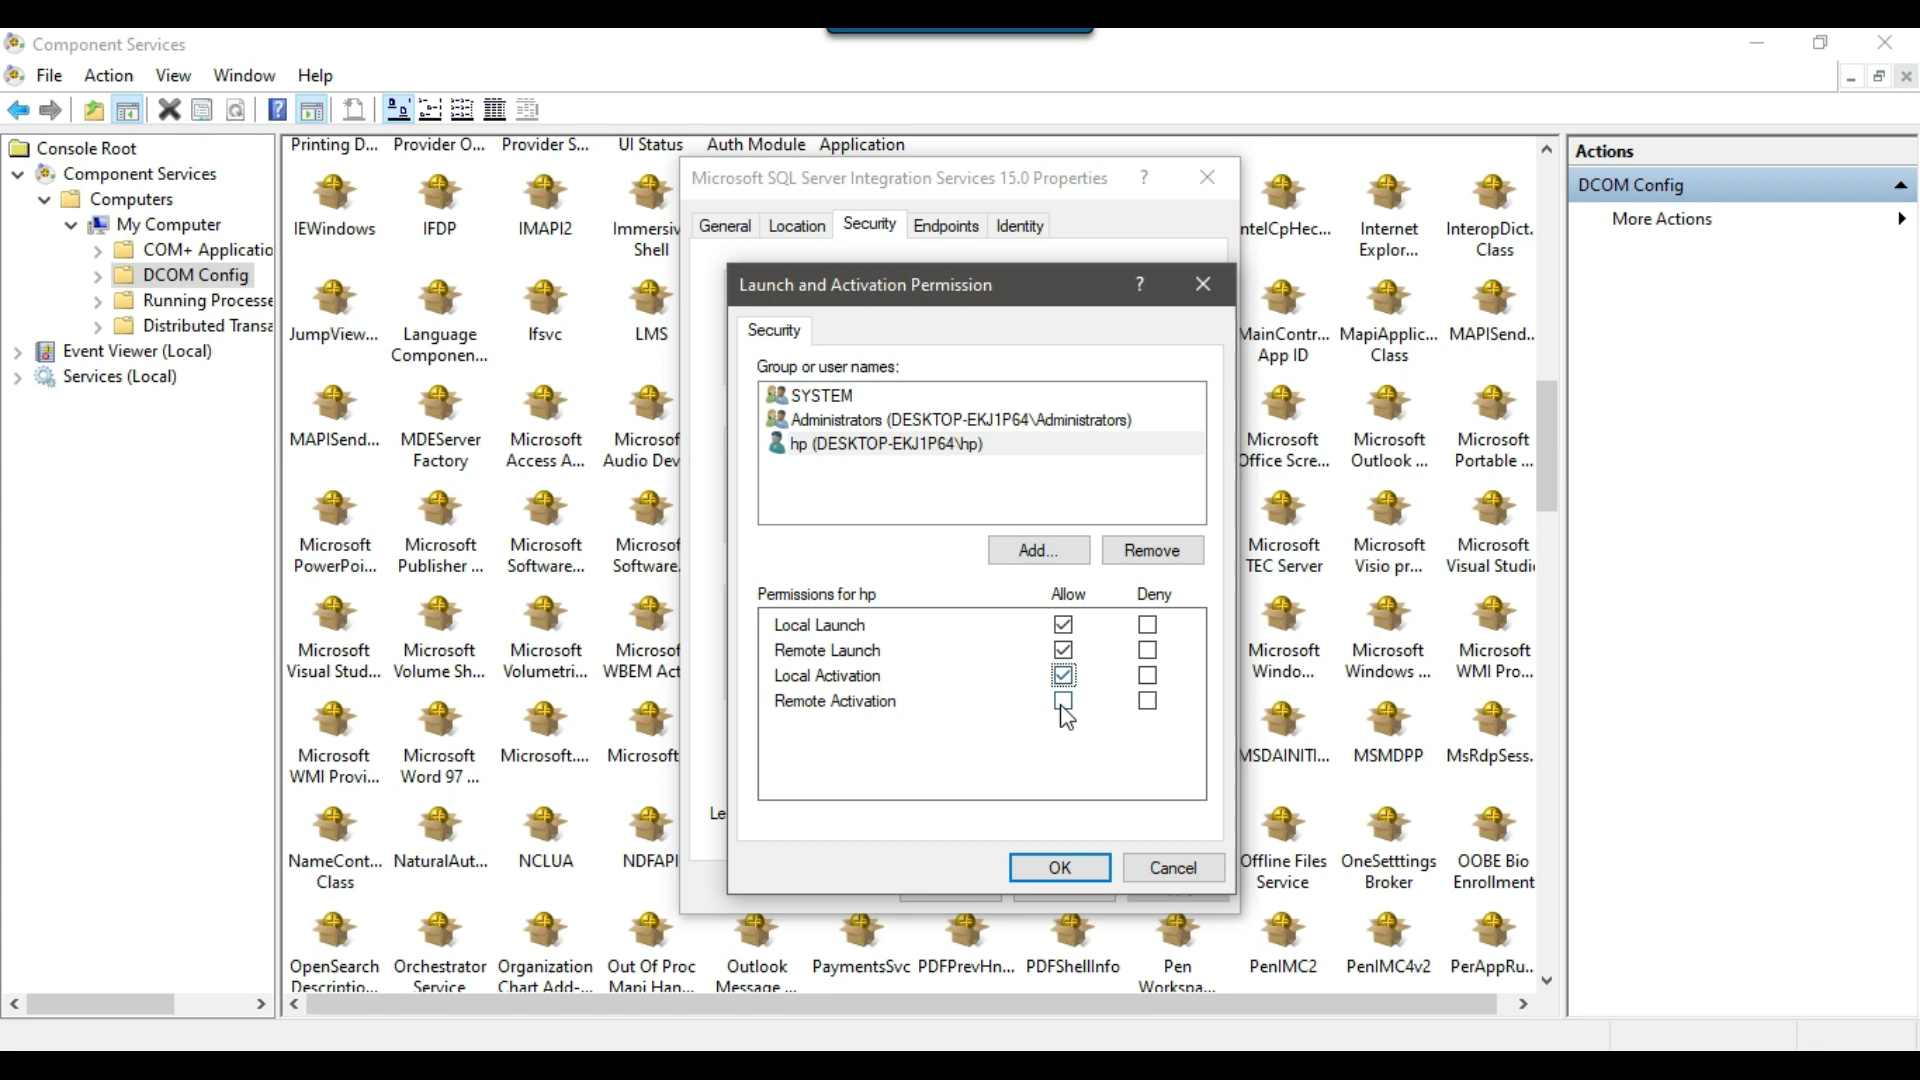 Component Services
File Action View Window Help
Console Root
Component Services
Computers
My Computer
COM+ Applicatio
DCOM Config
Running Processe
Distributed Transa
Event Viewer (Local)
Services (Local)
Printing D... Provider O... Provider S... UI Status Auth Module Application
IEWindows IFDP IMAPI2 Immersiv
Shell
ntelCpHec... Internet InteropDict.
Explor... Class
JumpView... Language Ifsvc LMS
Componen...
MainContr... MapiApplic... MAPISend..
App ID Class
MAPISend... MDEServer Microsoft Microsof
Factory Access A... Audio Dev
Microsoft Microsoft Microsoft
Office Scre... Outlook ... Portable ...
Microsoft Microsoft Microsoft Microsof
PowerPoi... Publisher ... Software... Software.
Microsoft Microsoft Microsoft
TEC Server Visio pr... Visual Studi
Microsoft Microsoft Microsoft Microsof
Visual Stud... Volume Sh... Volumetri... WBEM Act
Microsoft Microsoft Microsoft
Windo... Windows ... WMI Pro...
Microsoft Microsoft Microsoft.... Microsoft
WMI Provi... Word 97 ...
MSDAINITI... MSMDPP MsRdpSess.
NameCont... NaturalAut... NCLUA NDFAPI
Class
Offline Files OneSetttings OOBE Bio
Service Broker Enrollment
OpenSearch Orchestrator Organization Out Of Proc Outlook PaymentsSvc PDFPrevHn... PDFShellInfo Pen PenIMC2 PenIMC4v2 PerAppRu..
Descriptio... Service Chart Add-... Mapi Han... Message ... Workspa...
Microsoft SQL Server Integration Services 15.0 Properties
General Location Security Endpoints Identity
Le
Launch and Activation Permission
Security
Group or user names:
SYSTEM
Administrators (DESKTOP-EKJ1P64\Administrators)
hp (DESKTOP-EKJ1P64\hp)
Add... Remove
Permissions for hp Allow Deny
Local Launch
Remote Launch
Local Activation
Remote Activation
OK Cancel
Actions
DCOM Config
More Actions